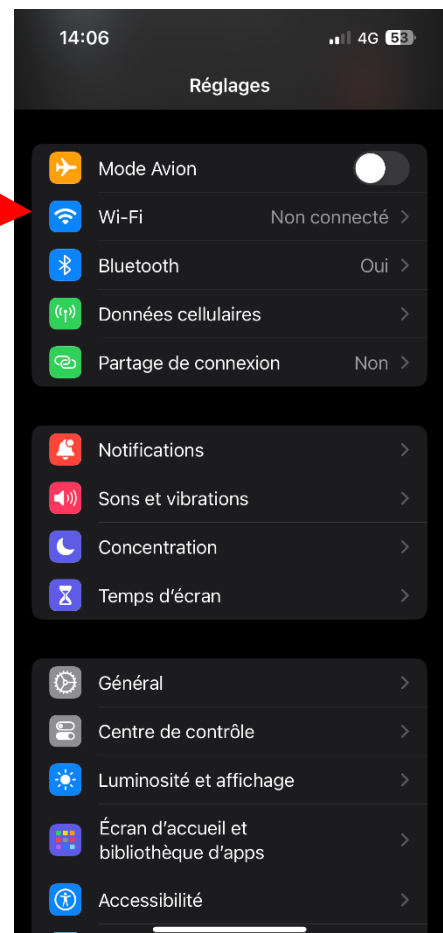 14:06 4G 53
Réglages
Mode Avion
Wi-Fi Non connecté
Bluetooth Oui
Données cellulaires
Partage de connexion Non
Notifications
Sons et vibrations
Concentration
Temps d'écran
Général
Centre de contrôle
Luminosité et affichage
Écran d'accueil et
bibliothèque d'apps
Accessibilité